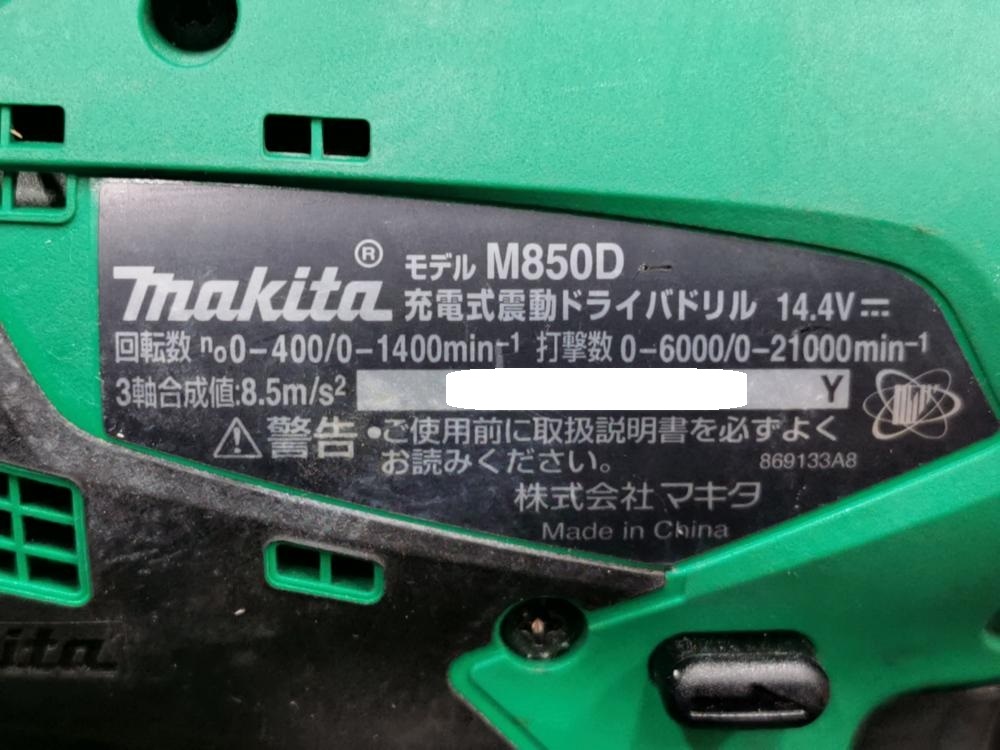 makita® モデル M850D
充電式震動ドライバドリル 14.4V⎓
回転数 n₀0-400/0-1400min⁻¹ 打撃数 0-6000/0-21000min⁻¹
3軸合成値:8.5m/s² Y
⚠警告 •ご使用前に取扱説明書を必ずよく
お読みください。
869133A8
株式会社マキタ
Made in China
ita